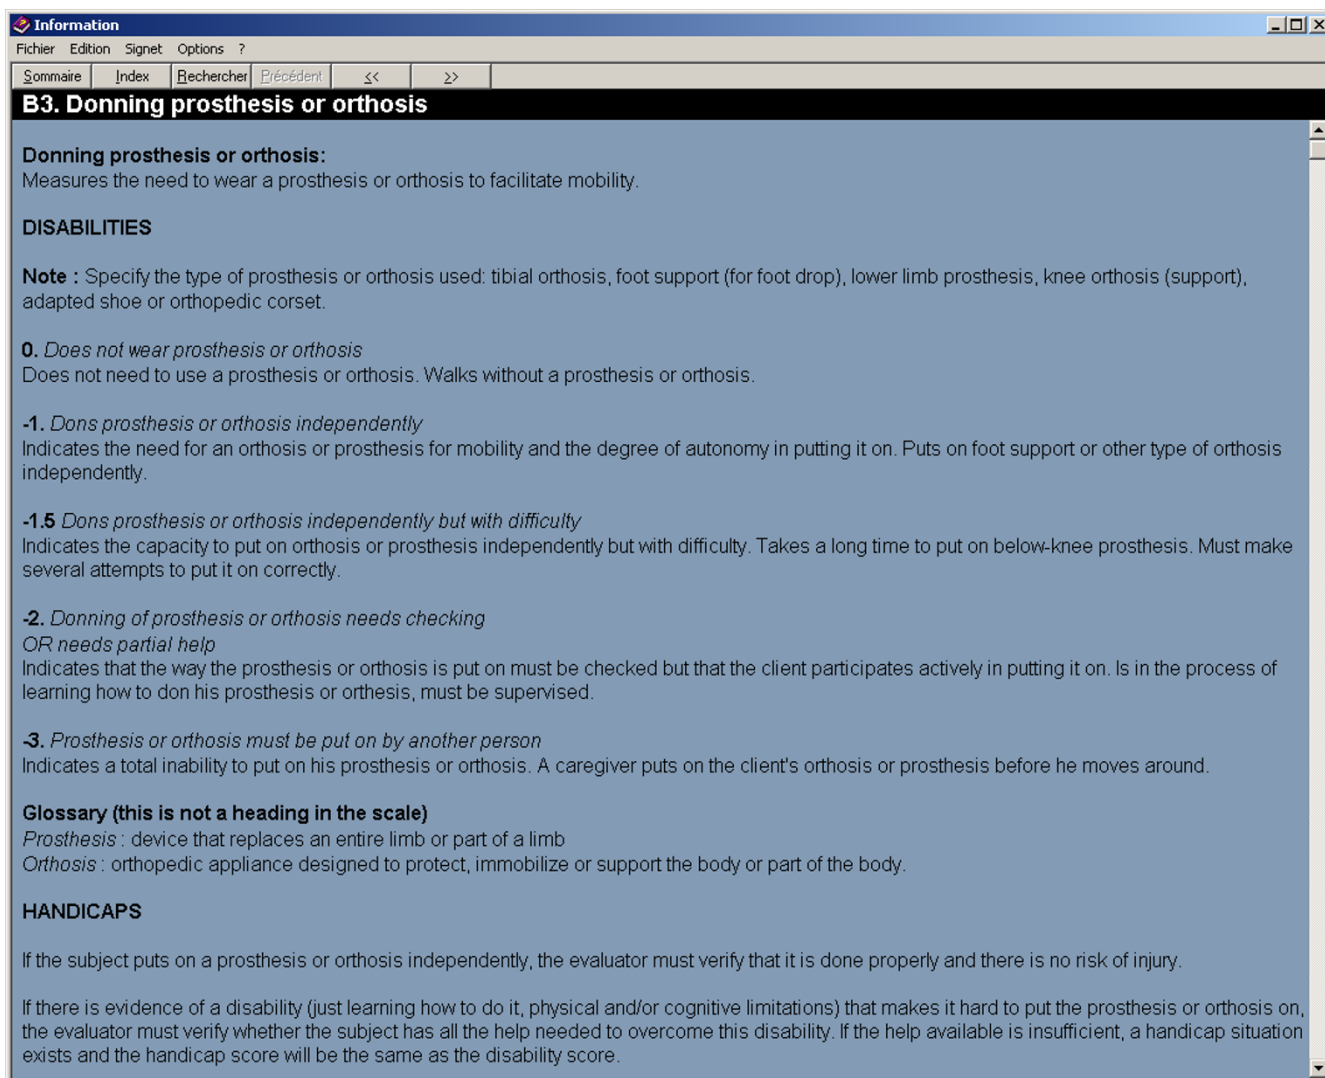 Information
Fichier Edition Signet Options ?
Sommaire Index Rechercher Précédent << >>
B3. Donning prosthesis or orthosis
Donning prosthesis or orthosis:
Measures the need to wear a prosthesis or orthosis to facilitate mobility.
DISABILITIES
Note : Specify the type of prosthesis or orthosis used: tibial orthosis, foot support (for foot drop), lower limb prosthesis, knee orthosis (support),
adapted shoe or orthopedic corset.
0. Does not wear prosthesis or orthosis
Does not need to use a prosthesis or orthosis. Walks without a prosthesis or orthosis.
-1. Dons prosthesis or orthosis independently
Indicates the need for an orthosis or prosthesis for mobility and the degree of autonomy in putting it on. Puts on foot support or other type of orthosis
independently.
-1.5 Dons prosthesis or orthosis independently but with difficulty
Indicates the capacity to put on orthosis or prosthesis independently but with difficulty. Takes a long time to put on below-knee prosthesis. Must make
several attempts to put it on correctly.
-2. Donning of prosthesis or orthosis needs checking
OR needs partial help
Indicates that the way the prosthesis or orthosis is put on must be checked but that the client participates actively in putting it on. Is in the process of
learning how to don his prosthesis or orthesis, must be supervised.
-3. Prosthesis or orthosis must be put on by another person
Indicates a total inability to put on his prosthesis or orthosis. A caregiver puts on the client's orthosis or prosthesis before he moves around.
Glossary (this is not a heading in the scale)
Prosthesis : device that replaces an entire limb or part of a limb
Orthosis : orthopedic appliance designed to protect, immobilize or support the body or part of the body.
HANDICAPS
If the subject puts on a prosthesis or orthosis independently, the evaluator must verify that it is done properly and there is no risk of injury.
If there is evidence of a disability (just learning how to do it, physical and/or cognitive limitations) that makes it hard to put the prosthesis or orthosis on,
the evaluator must verify whether the subject has all the help needed to overcome this disability. If the help available is insufficient, a handicap situation
exists and the handicap score will be the same as the disability score.